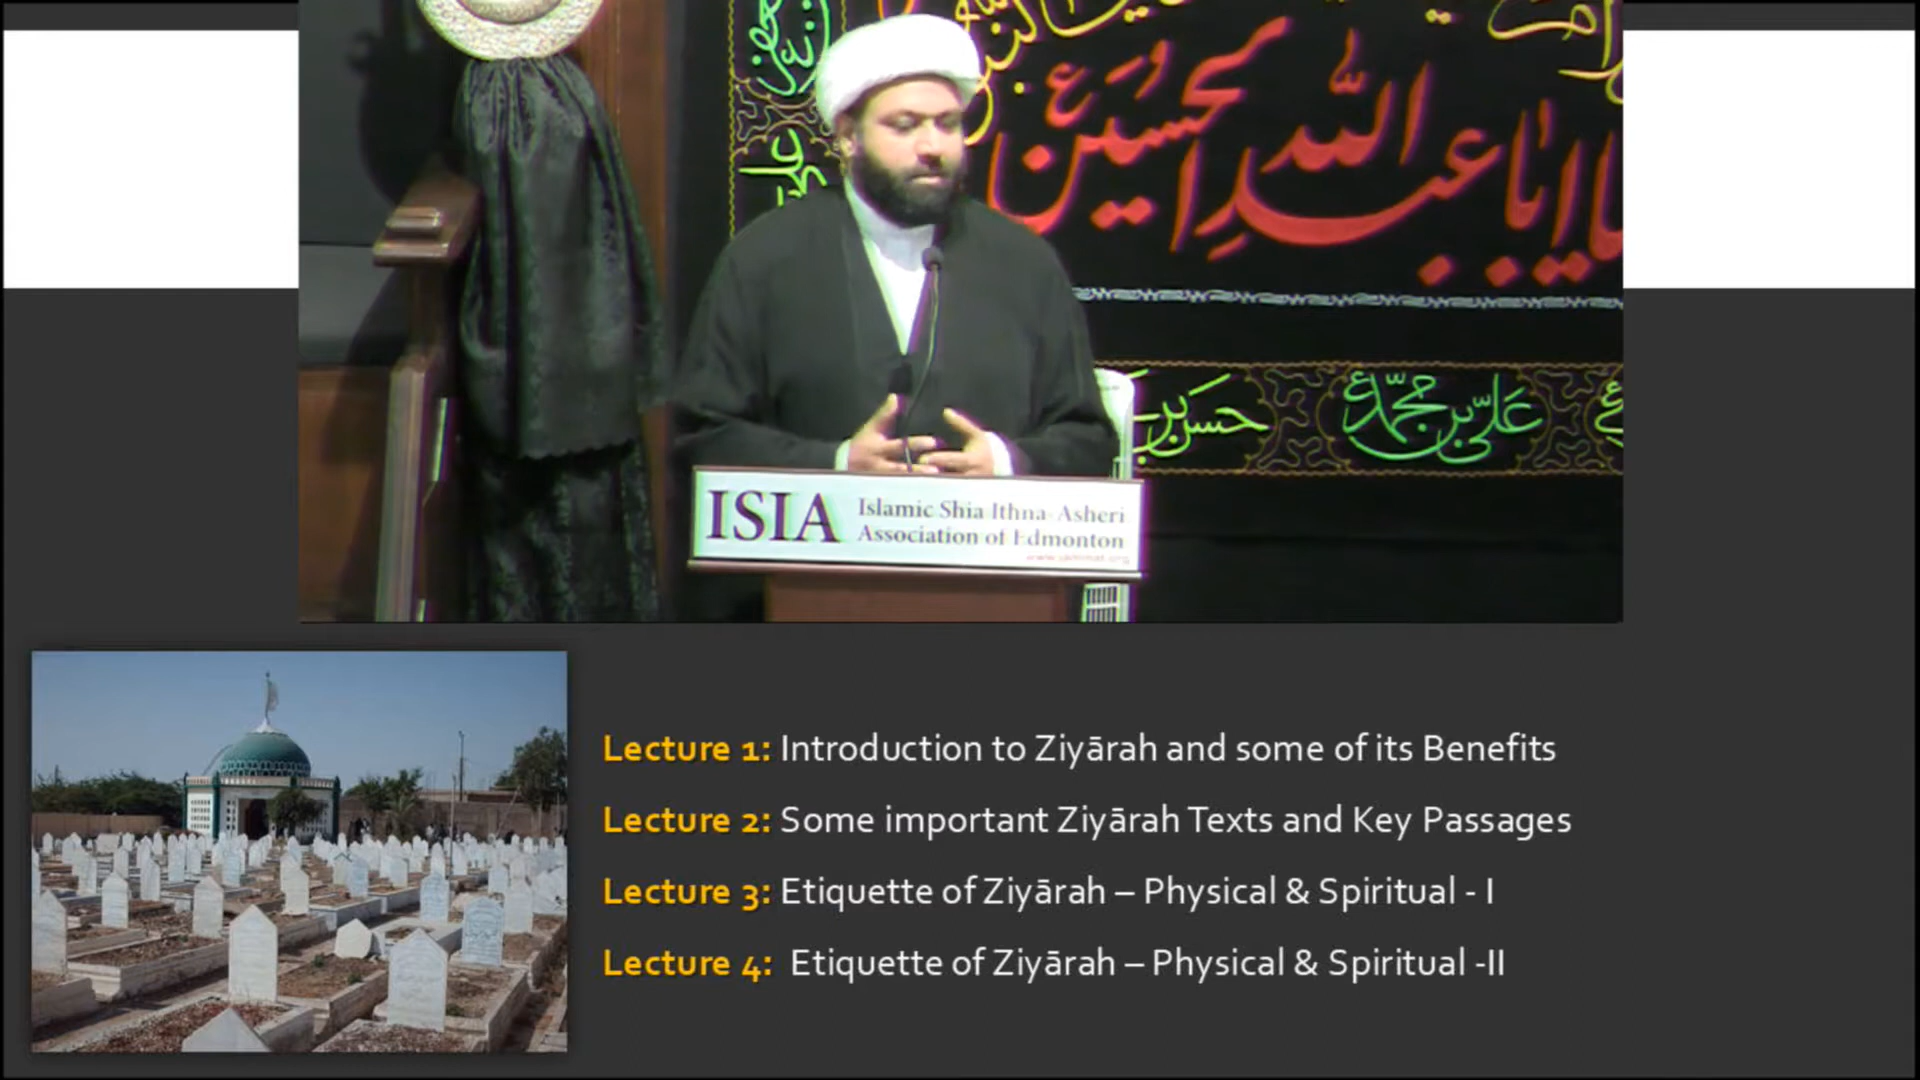 يا ابا عبد الله الحسين
علي بن محمد
حسن بن
ISIA
Islamic Shia Ithna-Asheri
Association of Edmonton
Lecture 1: Introduction to Ziyārah and some of its Benefits
Lecture 2: Some important Ziyārah Texts and Key Passages
Lecture 3: Etiquette of Ziyārah – Physical & Spiritual - I
Lecture 4: Etiquette of Ziyārah – Physical & Spiritual -II